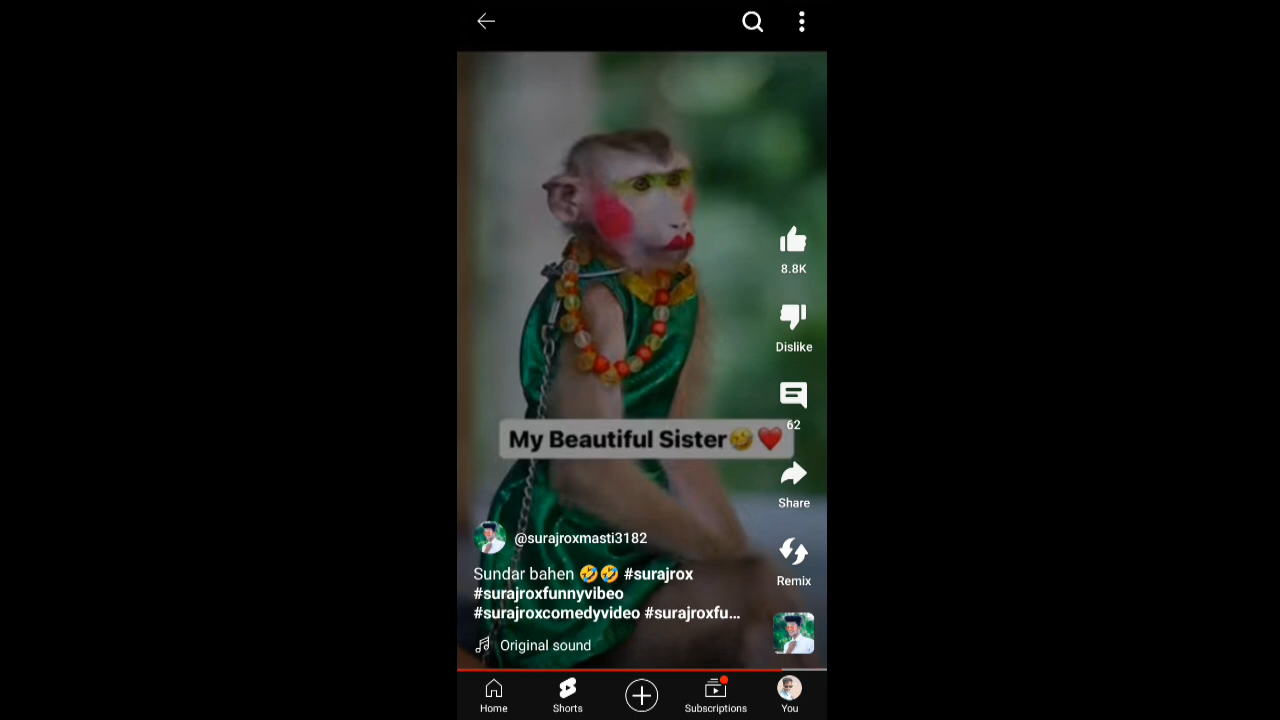 8.8K
Dislike
My Beautiful Sister🤣❤️
62
Share
@surajroxmasti3182
Sundar bahen 🤣🤣 #surajrox
#surajroxfunnyvibeo
#surajroxcomedyvideo #surajroxfu...
Remix
Original sound
Home
Shorts
Subscriptions
You